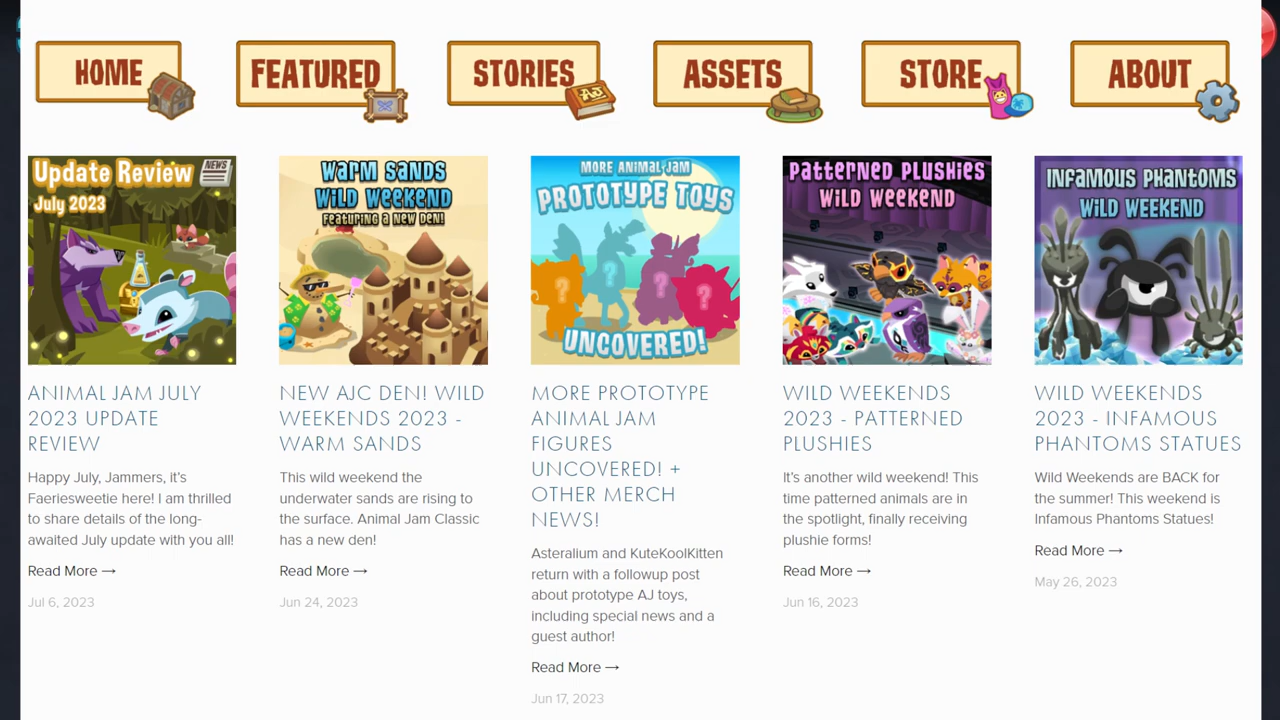 HOME
FEATURED
STORIES
AJ
ASSETS
STORE
ABOUT
Update Review
NEWS
July 2023
ANIMAL JAM JULY
2023 UPDATE
REVIEW
Happy July, Jammers, it's
Faeriesweetie here! I am thrilled
to share details of the long-
awaited July update with you all!
Read More →
Jul 6, 2023
WARM SANDS
WILD WEEKEND
FEATURING A NEW DEN!
NEW AJC DEN! WILD
WEEKENDS 2023 -
WARM SANDS
This wild weekend the
underwater sands are rising to
the surface. Animal Jam Classic
has a new den!
Read More →
Jun 24, 2023
MORE ANIMAL JAM
PROTOTYPE TOYS
? ? ? ?
UNCOVERED!
MORE PROTOTYPE
ANIMAL JAM
FIGURES
UNCOVERED! +
OTHER MERCH
NEWS!
Asteralium and KuteKoolKitten
return with a followup post
about prototype AJ toys,
including special news and a
guest author!
Read More →
Jun 17, 2023
PATTERNED PLUSHIES
WILD WEEKEND
WILD WEEKENDS
2023 - PATTERNED
PLUSHIES
It's another wild weekend! This
time patterned animals are in
the spotlight, finally receiving
plushie forms!
Read More →
Jun 16, 2023
INFAMOUS PHANTOMS
WILD WEEKEND
WILD WEEKENDS
2023 - INFAMOUS
PHANTOMS STATUES
Wild Weekends are BACK for
the summer! This weekend is
Infamous Phantoms Statues!
Read More →
May 26, 2023